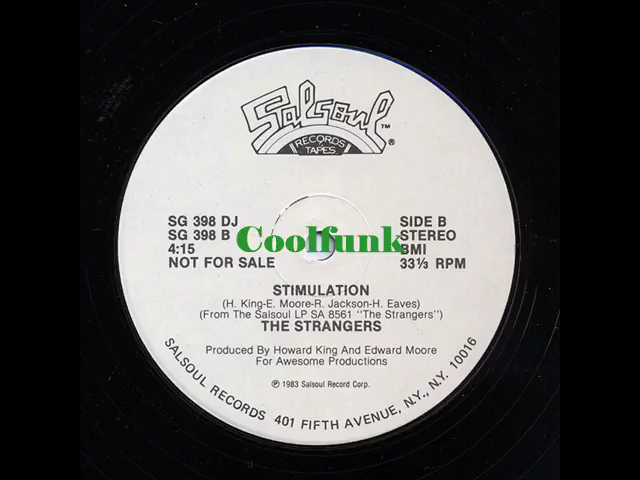 Salsoul TM
RECORDS ®
TAPES
SG 398 DJ
SG 398 B
4:15
NOT FOR SALE
SIDE B
STEREO
BMI
33⅓ RPM
Coolfunk
STIMULATION
(H. King-E. Moore-R. Jackson-H. Eaves)
(From The Salsoul LP SA 8561 "The Strangers")
THE STRANGERS
Produced By Howard King And Edward Moore
For Awesome Productions
℗ 1983 Salsoul Record Corp.
SALSOUL RECORDS 401 FIFTH AVENUE, N.Y., N.Y. 10016